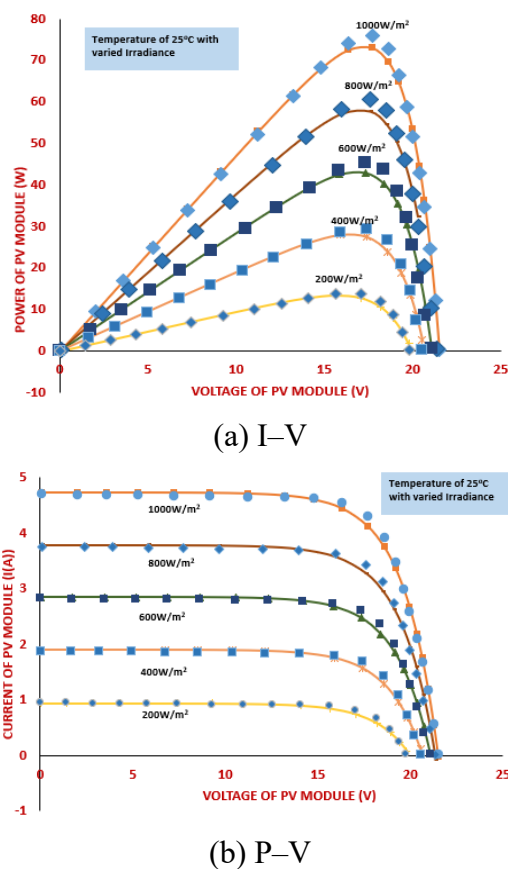 80
70
60
50
40
30
20
10
0
-10
POWER OF PV MODULE (W)
Temperature of 25°C with
varied Irradiance
1000W/m²
800W/m²
600W/m²
400W/m²
200W/m²
0 5 10 15 20 25
VOLTAGE OF PV MODULE (V)
(a) I–V
5
4
3
2
1
0
-1
CURRENT OF PV MODULE (I(A)
Temperature of 25°C
with varied Irradiance
1000W/m²
800W/m²
600W/m²
400W/m²
200W/m²
0 5 10 15 20 25
VOLTAGE OF PV MODULE (V)
(b) P–V